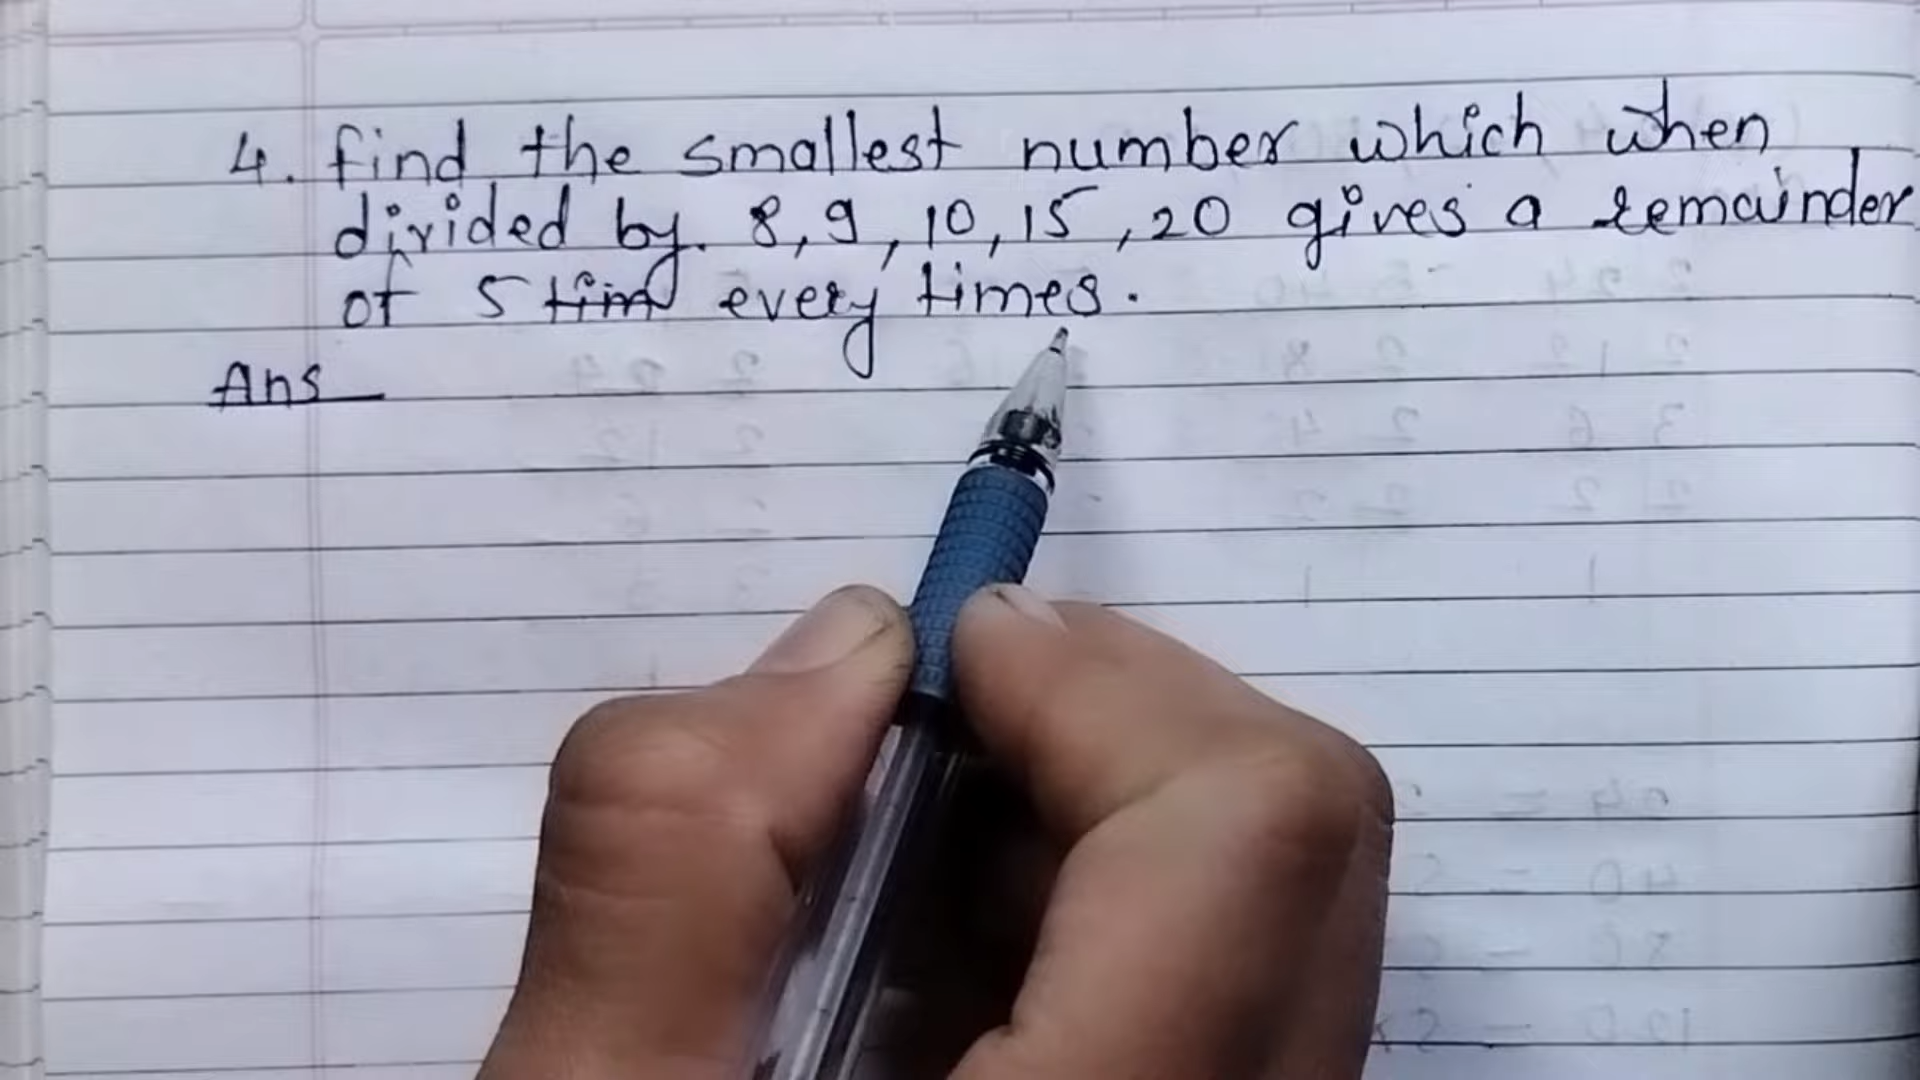 4. find the smallest number which when
divided by. 8, 9, 10, 15, 20 gives a remainder
of 5 tim every times.
Ans